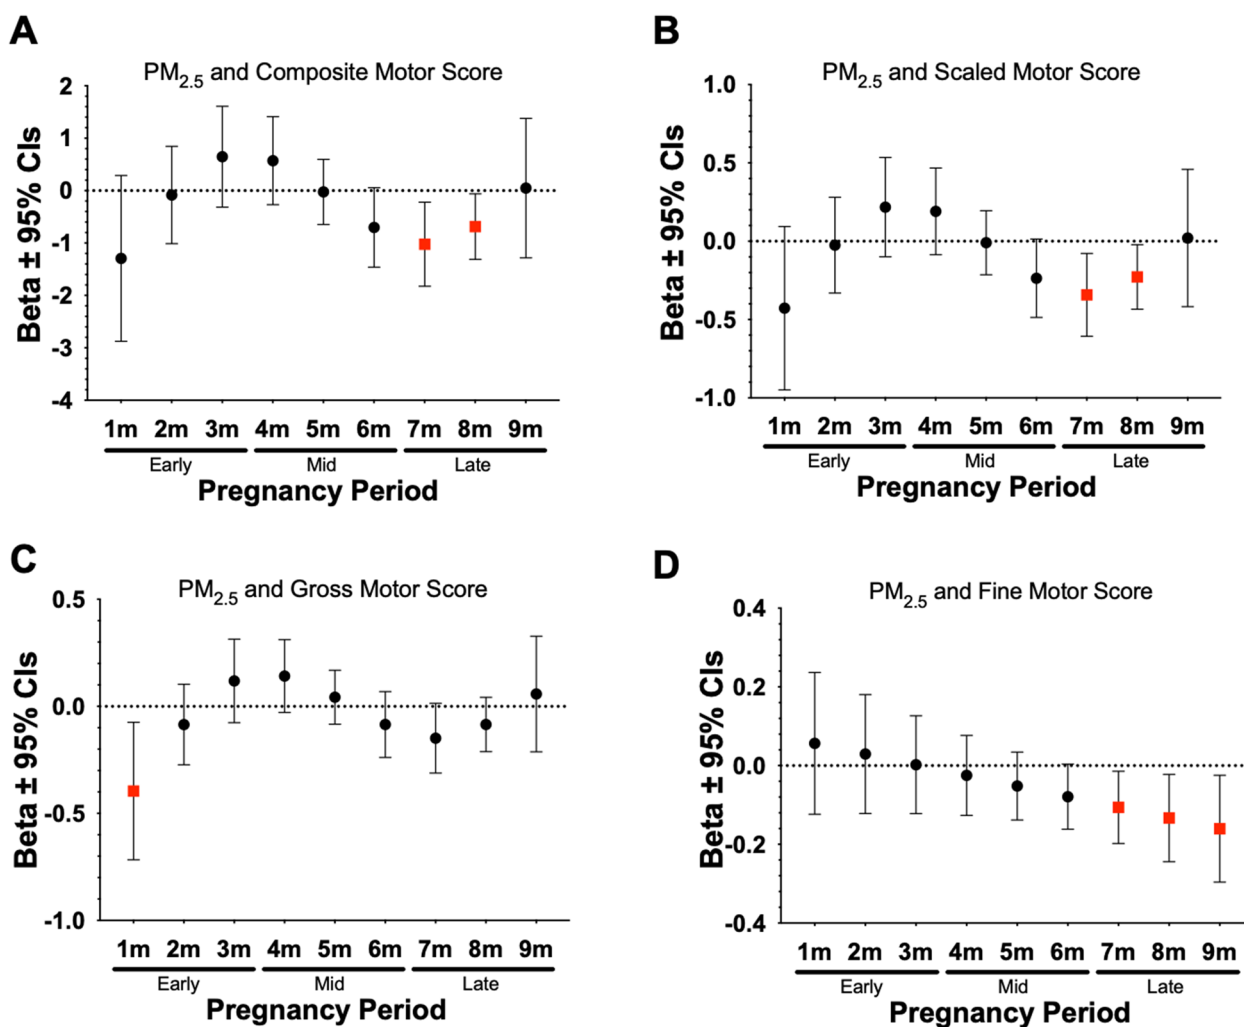 A
PM2.5 and Composite Motor Score
Beta ± 95% CIs
2
1
0
-1
-2
-3
-4
1m 2m 3m 4m 5m 6m 7m 8m 9m
Early Mid Late
Pregnancy Period
B
PM2.5 and Scaled Motor Score
Beta ± 95% CIs
1.0
0.5
0.0
-0.5
-1.0
1m 2m 3m 4m 5m 6m 7m 8m 9m
Early Mid Late
Pregnancy Period
C
PM2.5 and Gross Motor Score
Beta ± 95% CIs
0.5
0.0
-0.5
-1.0
1m 2m 3m 4m 5m 6m 7m 8m 9m
Early Mid Late
Pregnancy Period
D
PM2.5 and Fine Motor Score
Beta ± 95% CIs
0.4
0.2
0.0
-0.2
-0.4
1m 2m 3m 4m 5m 6m 7m 8m 9m
Early Mid Late
Pregnancy Period